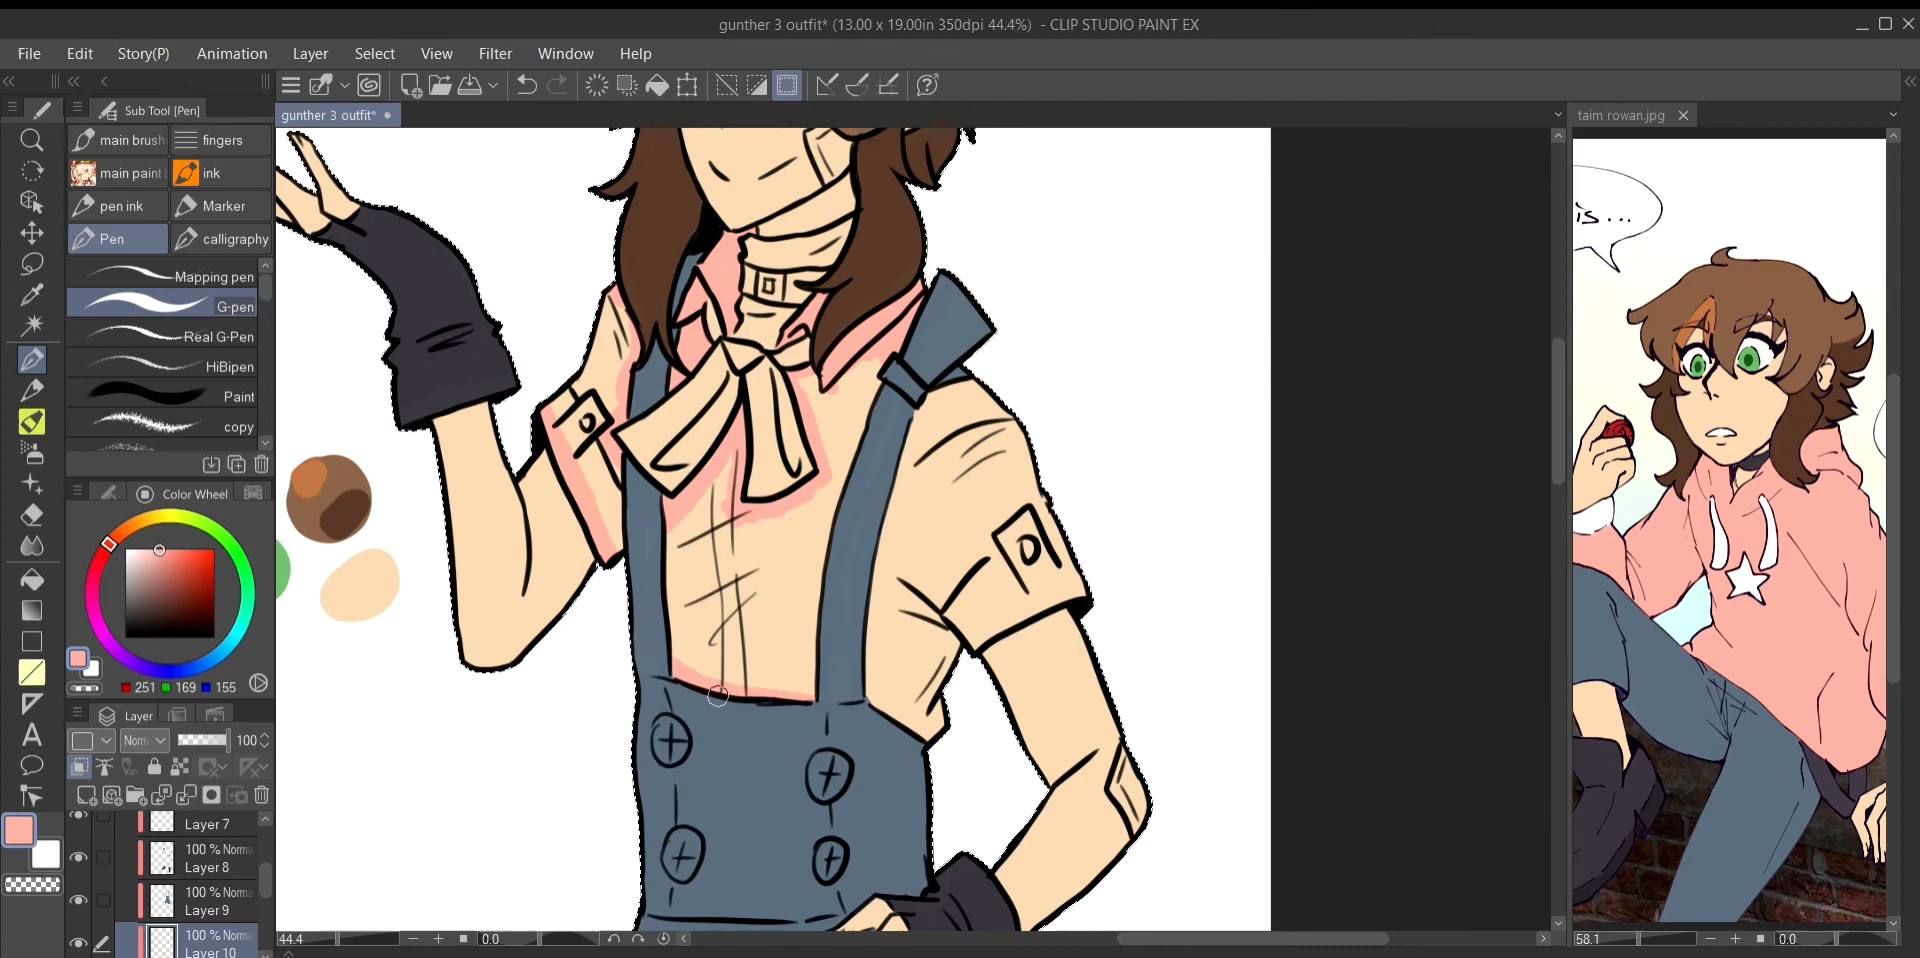 gunther 3 outfit* (13.00 x 19.00in 350dpi 44.4%) - CLIP STUDIO PAINT EX
File Edit Story(P) Animation Layer Select View Filter Window Help
Sub Tool [Pen]
gunther 3 outfit*
taim rowan.jpg
main brush
fingers
main paint
ink
pen ink
Marker
Pen
calligraphy
Mapping pen
G-pen
Real G-Pen
HiBipen
Paint
copy
is...
Color Wheel
251 169 155
Layer
Norm 100
Layer 7
100 % Norma
Layer 8
100 % Norma
Layer 9
100 % Norma
Layer 10
44.4 0.0
58.1 0.0